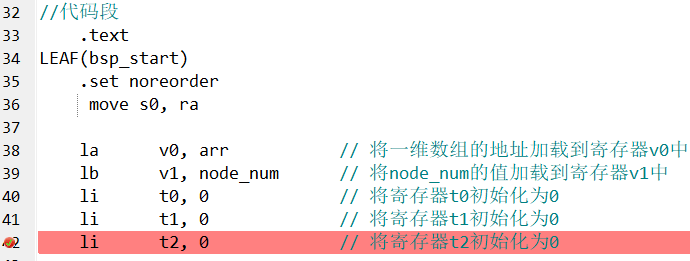 32 //代码段
33     .text
34 LEAF(bsp_start)
35     .set noreorder
36      move s0, ra
37
38     la      v0, arr             // 将一维数组的地址加载到寄存器v0中
39     lb      v1, node_num        // 将node_num的值加载到寄存器v1中
40     li      t0, 0               // 将寄存器t0初始化为0
41     li      t1, 0               // 将寄存器t1初始化为0
42     li      t2, 0               // 将寄存器t2初始化为0